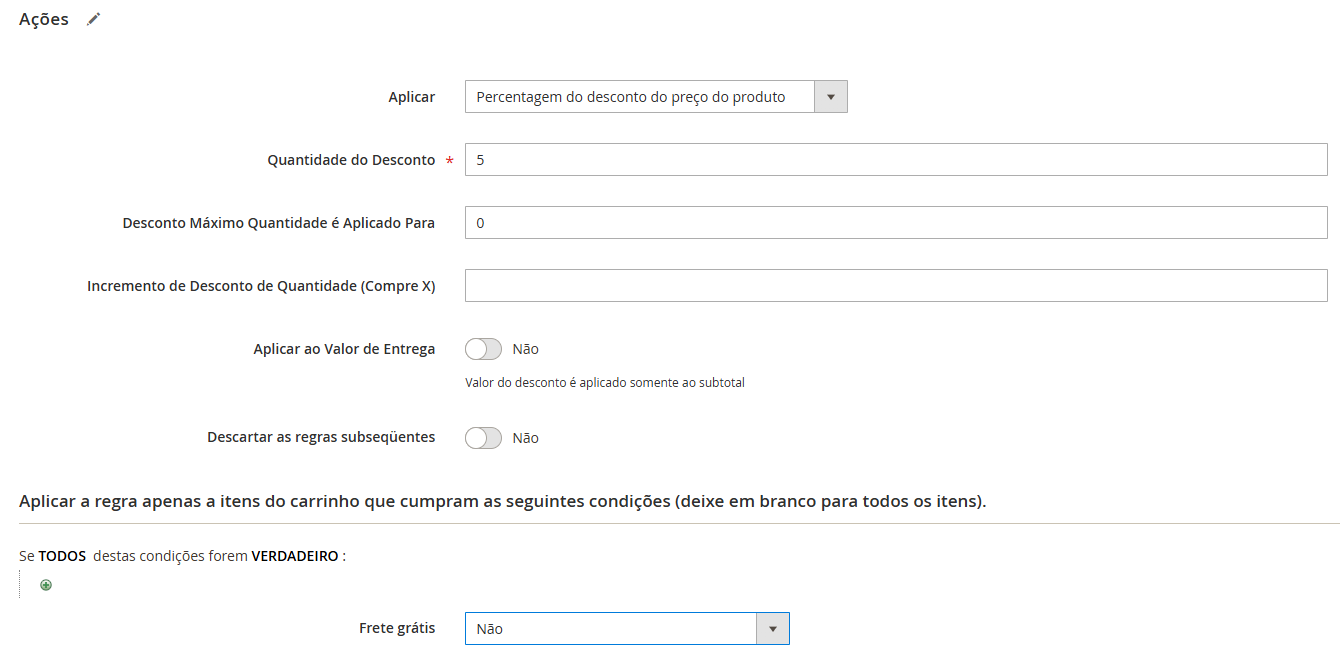 Ações
Aplicar Percentagem do desconto do preço do produto
Quantidade do Desconto * 5
Desconto Máximo Quantidade é Aplicado Para 0
Incremento de Desconto de Quantidade (Compre X)
Aplicar ao Valor de Entrega Não
Valor do desconto é aplicado somente ao subtotal
Descartar as regras subseqüentes Não
Aplicar a regra apenas a itens do carrinho que cumpram as seguintes condições (deixe em branco para todos os itens).
Se TODOS destas condições forem VERDADEIRO :
Frete grátis Não